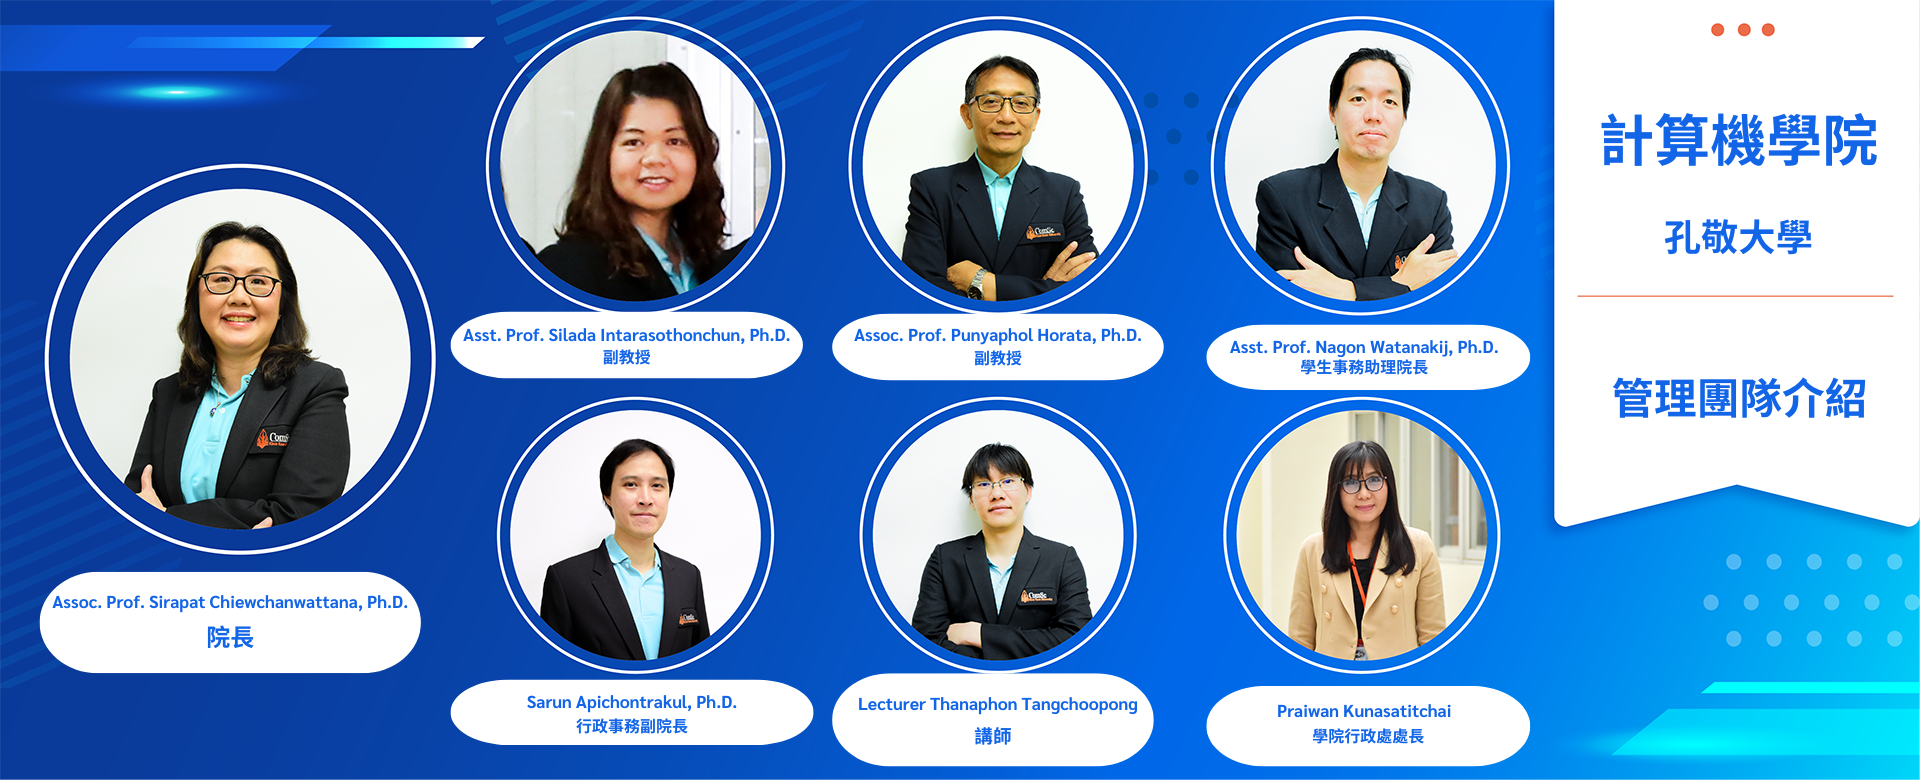 計算機學院
孔敬大學
管理團隊介紹
Assoc. Prof. Sirapat Chiewchanwattana, Ph.D.
院長
Asst. Prof. Silada Intarasothonchun, Ph.D.
副教授
Assoc. Prof. Punyaphol Horata, Ph.D.
副教授
Asst. Prof. Nagon Watanakij, Ph.D.
學生事務助理院長
Sarun Apichontrakul, Ph.D.
行政事務副院長
Lecturer Thanaphon Tangchoopong
講師
Praiwan Kunasatitchai
學院行政處處長
ComSc
ComSc